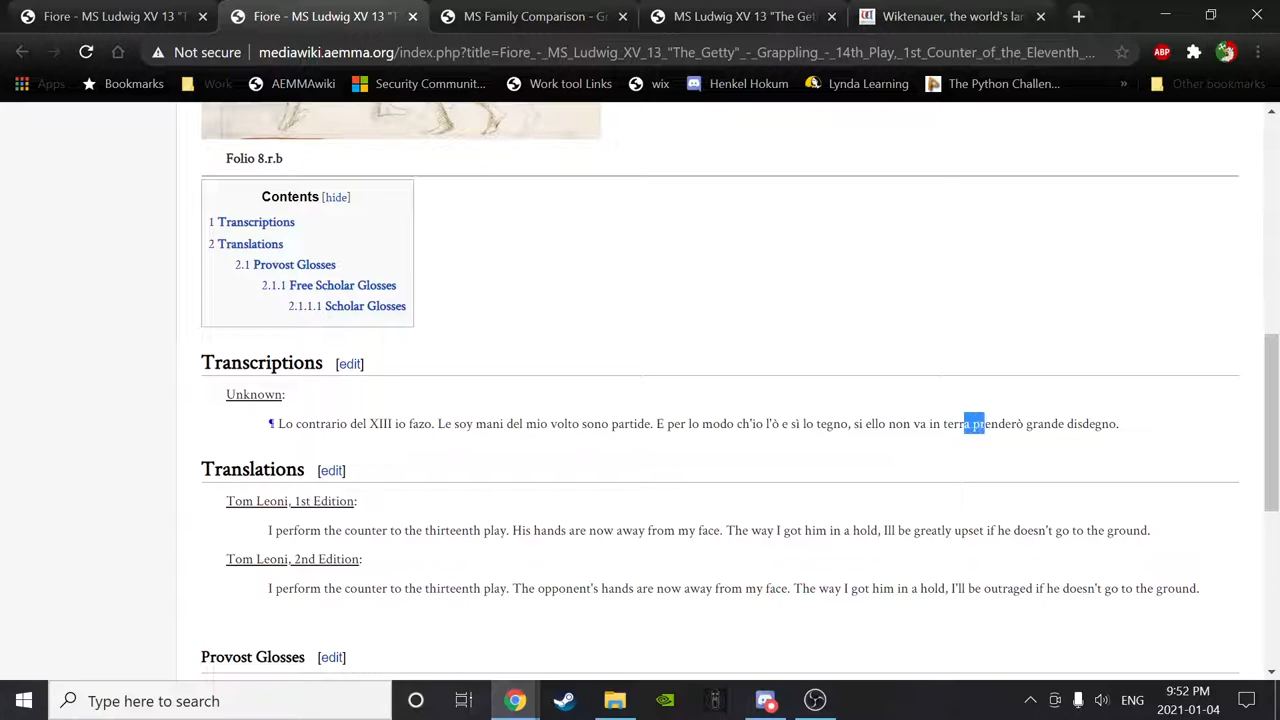 Fiore - MS Ludwig XV 13 "T
Fiore - MS Ludwig XV 13 "T
MS Family Comparison - G
MS Ludwig XV 13 "The Get
Wiktenauer, the world's lar
Not secure
mediawiki.aemma.org/index.php?title=Fiore_-_MS_Ludwig_XV_13_"The_Getty"_-_Grappling_-_14th_Play,_1st_Counter_of_the_Eleventh_...
ABP
Apps
Bookmarks
Work
AEMMAwiki
Security Communit...
Work tool Links
wix
Henkel Hokum
Lynda Learning
The Python Challen...
»
Other bookmarks
Folio 8.r.b
Contents [hide]
1 Transcriptions
2 Translations
2.1 Provost Glosses
2.1.1 Free Scholar Glosses
2.1.1.1 Scholar Glosses
Transcriptions [edit]
Unknown:
¶ Lo contrario del XIII io fazo. Le soy mani del mio volto sono partide. E per lo modo ch'io l'ò e si lo tegno, si ello non va in terra prenderò grande disdegno.
Translations [edit]
Tom Leoni, 1st Edition:
I perform the counter to the thirteenth play. His hands are now away from my face. The way I got him in a hold, Ill be greatly upset if he doesn't go to the ground.
Tom Leoni, 2nd Edition:
I perform the counter to the thirteenth play. The opponent's hands are now away from my face. The way I got him in a hold, I'll be outraged if he doesn't go to the ground.
Provost Glosses [edit]
Type here to search
ENG
9:52 PM
2021-01-04